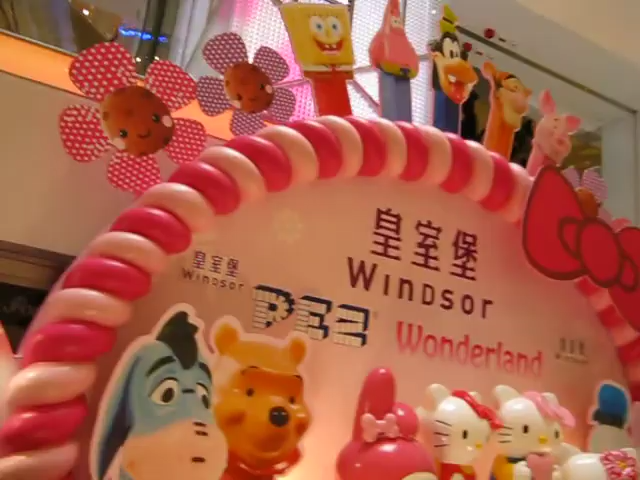 皇室堡
Windsor
皇室堡
Windsor
PEZ
Wonderland